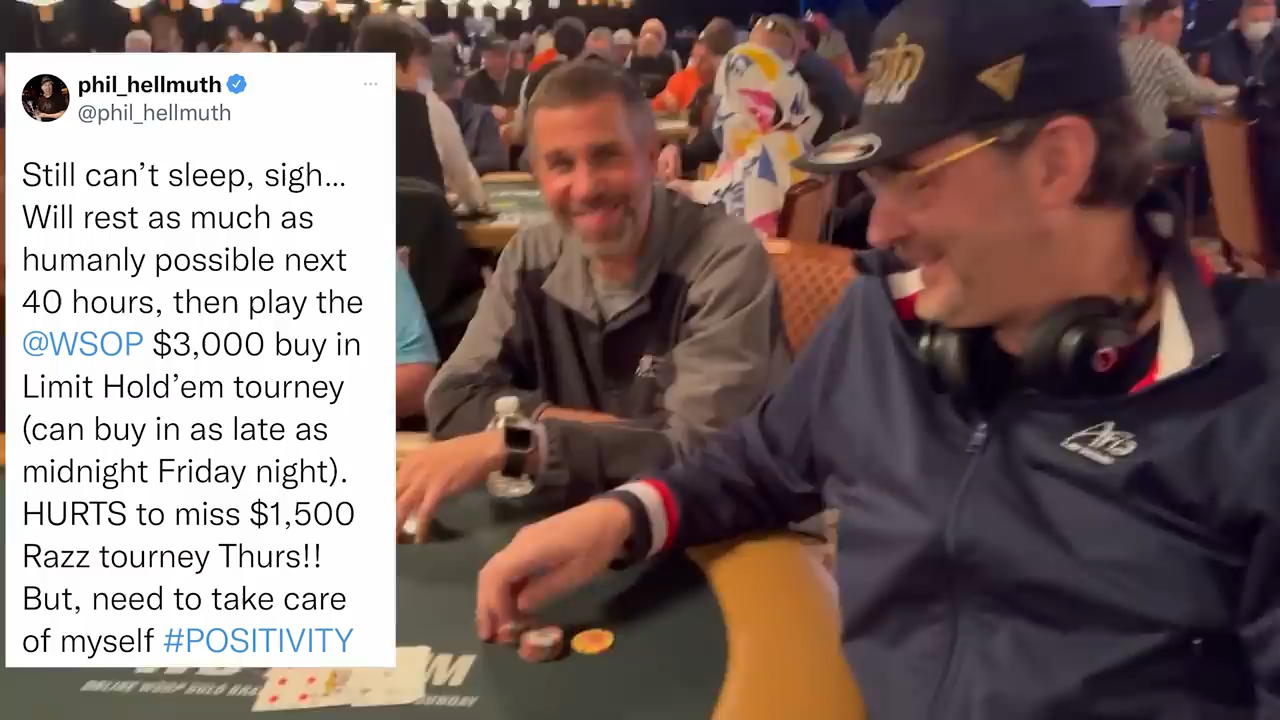 phil_hellmuth
@phil_hellmuth
Still can't sleep, sigh...
Will rest as much as
humanly possible next
40 hours, then play the
@WSOP $3,000 buy in
Limit Hold'em tourney
(can buy in as late as
midnight Friday night).
HURTS to miss $1,500
Razz tourney Thurs!!
But, need to take care
of myself #POSITIVITY
Aria